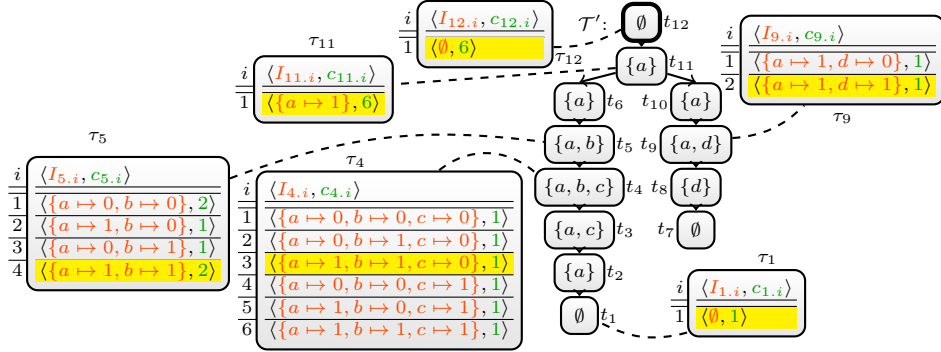 i ⟨I12.i, c12.i⟩
1 ⟨∅, 6⟩
τ12
τ11
i ⟨I11.i, c11.i⟩
1 ⟨{a ↦ 1}, 6⟩
𝒯′: ∅ t12
{a} t11
{a} t6
t10 {a}
{a, b} t5
t9 {a, d}
{a, b, c} t4
t8 {d}
{a, c} t3
t7 ∅
{a} t2
∅ t1
i ⟨I9.i, c9.i⟩
1 ⟨{a ↦ 1, d ↦ 0}, 1⟩
2 ⟨{a ↦ 1, d ↦ 1}, 1⟩
τ9
τ5
i ⟨I5.i, c5.i⟩
1 ⟨{a ↦ 0, b ↦ 0}, 2⟩
2 ⟨{a ↦ 1, b ↦ 0}, 1⟩
3 ⟨{a ↦ 0, b ↦ 1}, 1⟩
4 ⟨{a ↦ 1, b ↦ 1}, 2⟩
τ4
i ⟨I4.i, c4.i⟩
1 ⟨{a ↦ 0, b ↦ 0, c ↦ 0}, 1⟩
2 ⟨{a ↦ 0, b ↦ 1, c ↦ 0}, 1⟩
3 ⟨{a ↦ 1, b ↦ 1, c ↦ 0}, 1⟩
4 ⟨{a ↦ 0, b ↦ 0, c ↦ 1}, 1⟩
5 ⟨{a ↦ 1, b ↦ 0, c ↦ 1}, 1⟩
6 ⟨{a ↦ 1, b ↦ 1, c ↦ 1}, 1⟩
τ1
i ⟨I1.i, c1.i⟩
1 ⟨∅, 1⟩